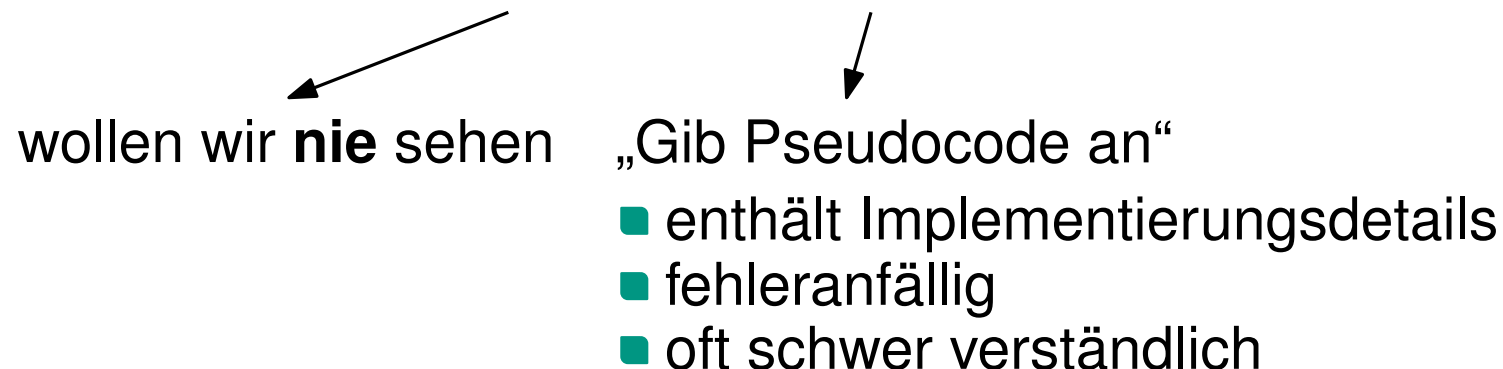 wollen wir nie sehen „Gib Pseudocode an“
enthält Implementierungsdetails
fehleranfällig
oft schwer verständlich